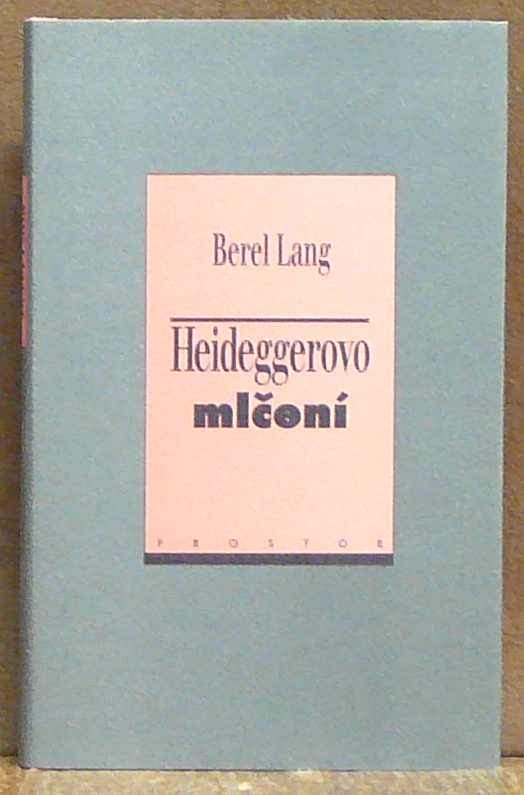 Berel Lang
Heideggerovo
mlčení
PROSTOR